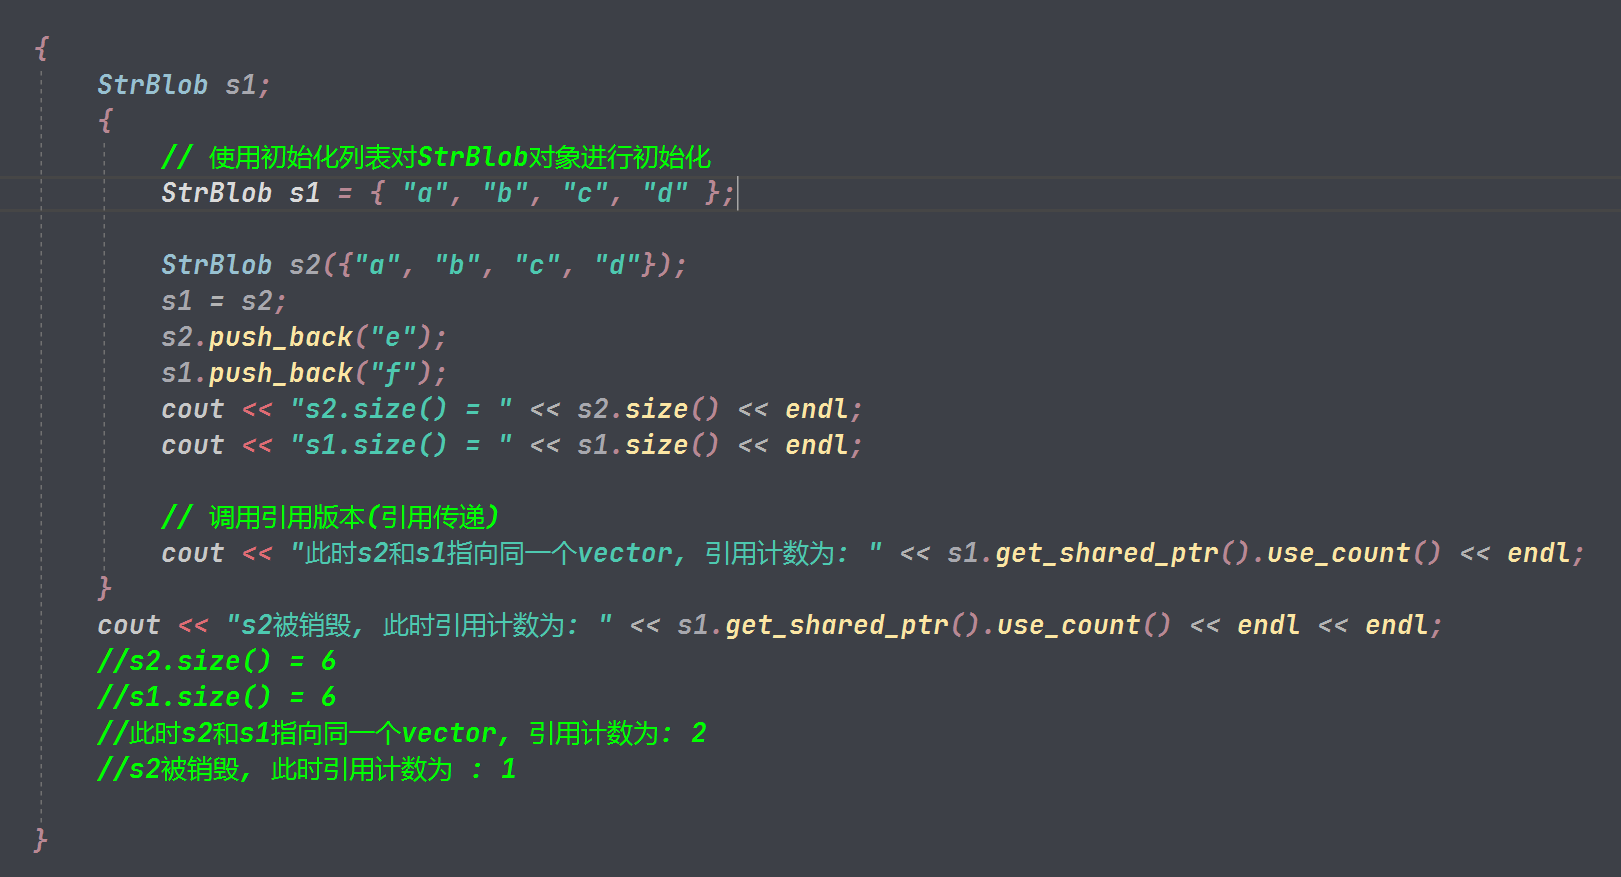 {
StrBlob s1;
{
// 使用初始化列表对StrBlob对象进行初始化
StrBlob s1 = { "a", "b", "c", "d" };
StrBlob s2({"a", "b", "c", "d"});
s1 = s2;
s2.push_back("e");
s1.push_back("f");
cout << "s2.size() = " << s2.size() << endl;
cout << "s1.size() = " << s1.size() << endl;
// 调用引用版本(引用传递)
cout << "此时s2和s1指向同一个vector, 引用计数为: " << s1.get_shared_ptr().use_count() << endl;
}
cout << "s2被销毁, 此时引用计数为: " << s1.get_shared_ptr().use_count() << endl << endl;
//s2.size() = 6
//s1.size() = 6
//此时s2和s1指向同一个vector, 引用计数为: 2
//s2被销毁, 此时引用计数为 : 1
}